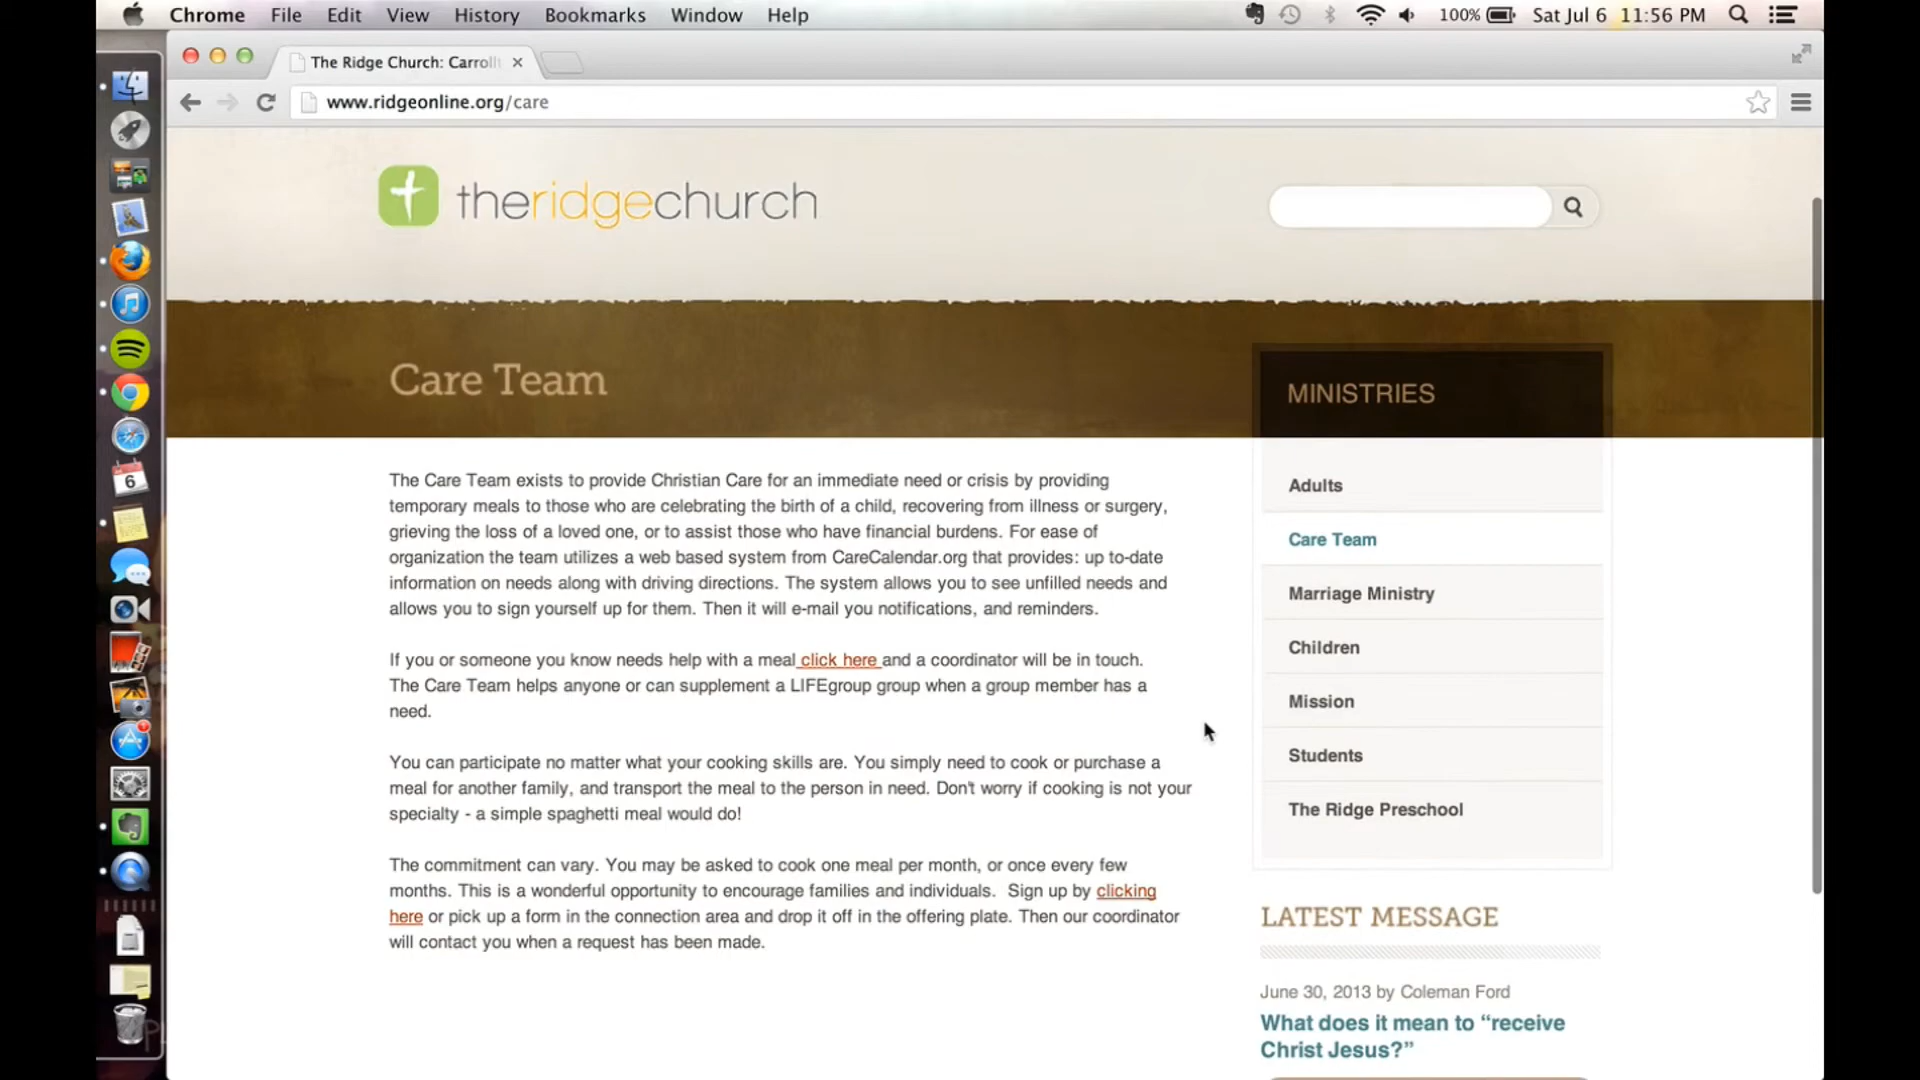 Chrome File Edit View History Bookmarks Window Help 100% Sat Jul 6 11:56 PM
The Ridge Church: Carroll
www.ridgeonline.org/care
theridgechurch
Care Team
The Care Team exists to provide Christian Care for an immediate need or crisis by providing
temporary meals to those who are celebrating the birth of a child, recovering from illness or surgery,
grieving the loss of a loved one, or to assist those who have financial burdens. For ease of
organization the team utilizes a web based system from CareCalendar.org that provides: up to-date
information on needs along with driving directions. The system allows you to see unfilled needs and
allows you to sign yourself up for them. Then it will e-mail you notifications, and reminders.
If you or someone you know needs help with a meal click here and a coordinator will be in touch.
The Care Team helps anyone or can supplement a LIFEgroup group when a group member has a
need.
You can participate no matter what your cooking skills are. You simply need to cook or purchase a
meal for another family, and transport the meal to the person in need. Don't worry if cooking is not your
specialty - a simple spaghetti meal would do!
The commitment can vary. You may be asked to cook one meal per month, or once every few
months. This is a wonderful opportunity to encourage families and individuals. Sign up by clicking
here or pick up a form in the connection area and drop it off in the offering plate. Then our coordinator
will contact you when a request has been made.
MINISTRIES
Adults
Care Team
Marriage Ministry
Children
Mission
Students
The Ridge Preschool
LATEST MESSAGE
June 30, 2013 by Coleman Ford
What does it mean to “receive
Christ Jesus?”
6